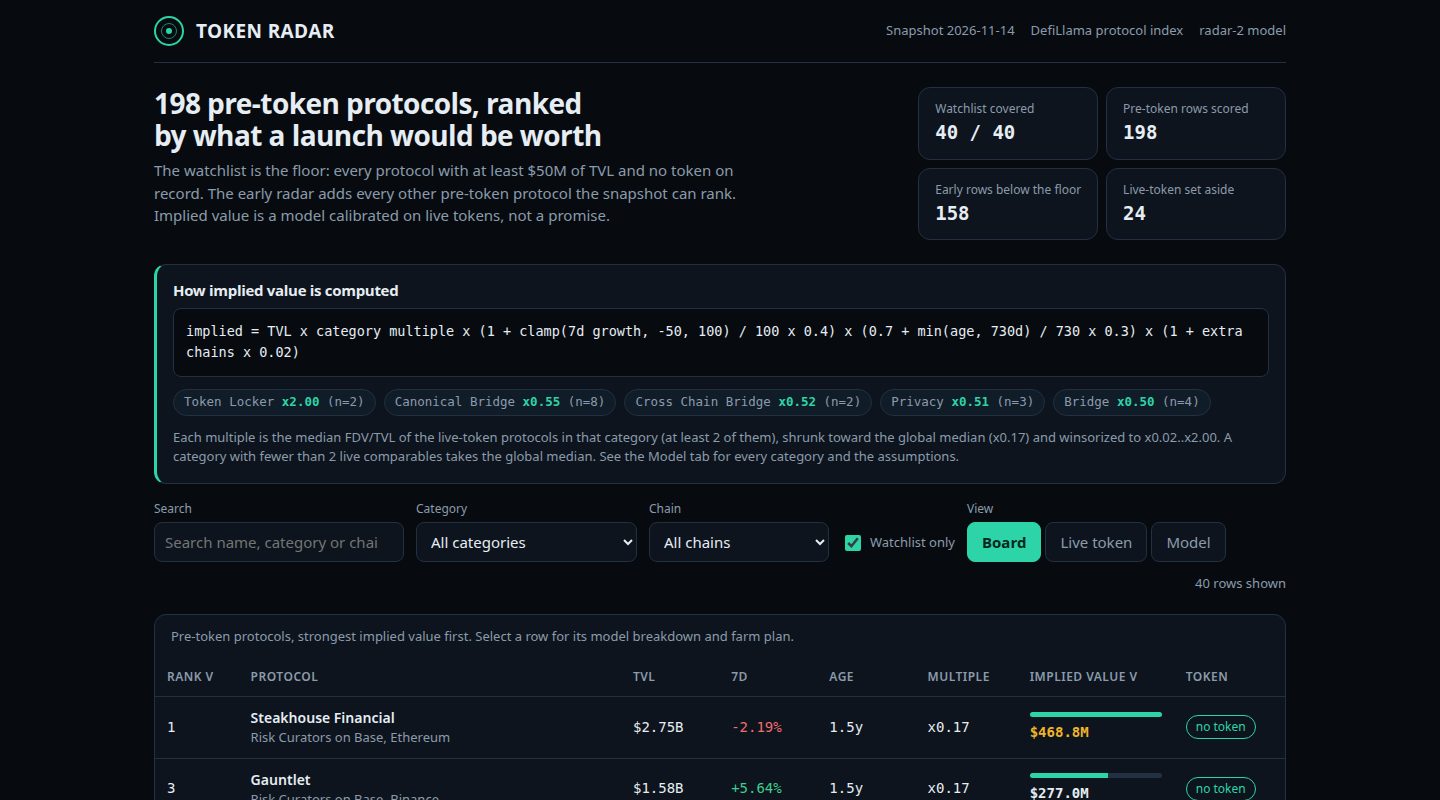 TOKEN RADAR
Snapshot 2026-11-14 DefiLlama protocol index radar-2 model
198 pre-token protocols, ranked
by what a launch would be worth
The watchlist is the floor: every protocol with at least $50M of TVL and no token on
record. The early radar adds every other pre-token protocol the snapshot can rank.
Implied value is a model calibrated on live tokens, not a promise.
Watchlist covered
40 / 40
Pre-token rows scored
198
Early rows below the floor
158
Live-token set aside
24
How implied value is computed
implied = TVL x category multiple x (1 + clamp(7d growth, -50, 100) / 100 x 0.4) x (0.7 + min(age, 730d) / 730 x 0.3) x (1 + extra
chains x 0.02)
Token Locker x2.00 (n=2) Canonical Bridge x0.55 (n=8) Cross Chain Bridge x0.52 (n=2) Privacy x0.51 (n=3) Bridge x0.50 (n=4)
Each multiple is the median FDV/TVL of the live-token protocols in that category (at least 2 of them), shrunk toward the global median (x0.17) and winsorized to x0.02..x2.00. A
category with fewer than 2 live comparables takes the global median. See the Model tab for every category and the assumptions.
Search Category Chain View
Search name, category or chai All categories All chains Watchlist only Board Live token Model
40 rows shown
Pre-token protocols, strongest implied value first. Select a row for its model breakdown and farm plan.
RANK V PROTOCOL TVL 7D AGE MULTIPLE IMPLIED VALUE V TOKEN
1 Steakhouse Financial $2.75B -2.19% 1.5y x0.17 $468.8M no token
Risk Curators on Base, Ethereum
3 Gauntlet $1.58B +5.64% 1.5y x0.17 $277.0M no token
Risk Curators on Base, Binance